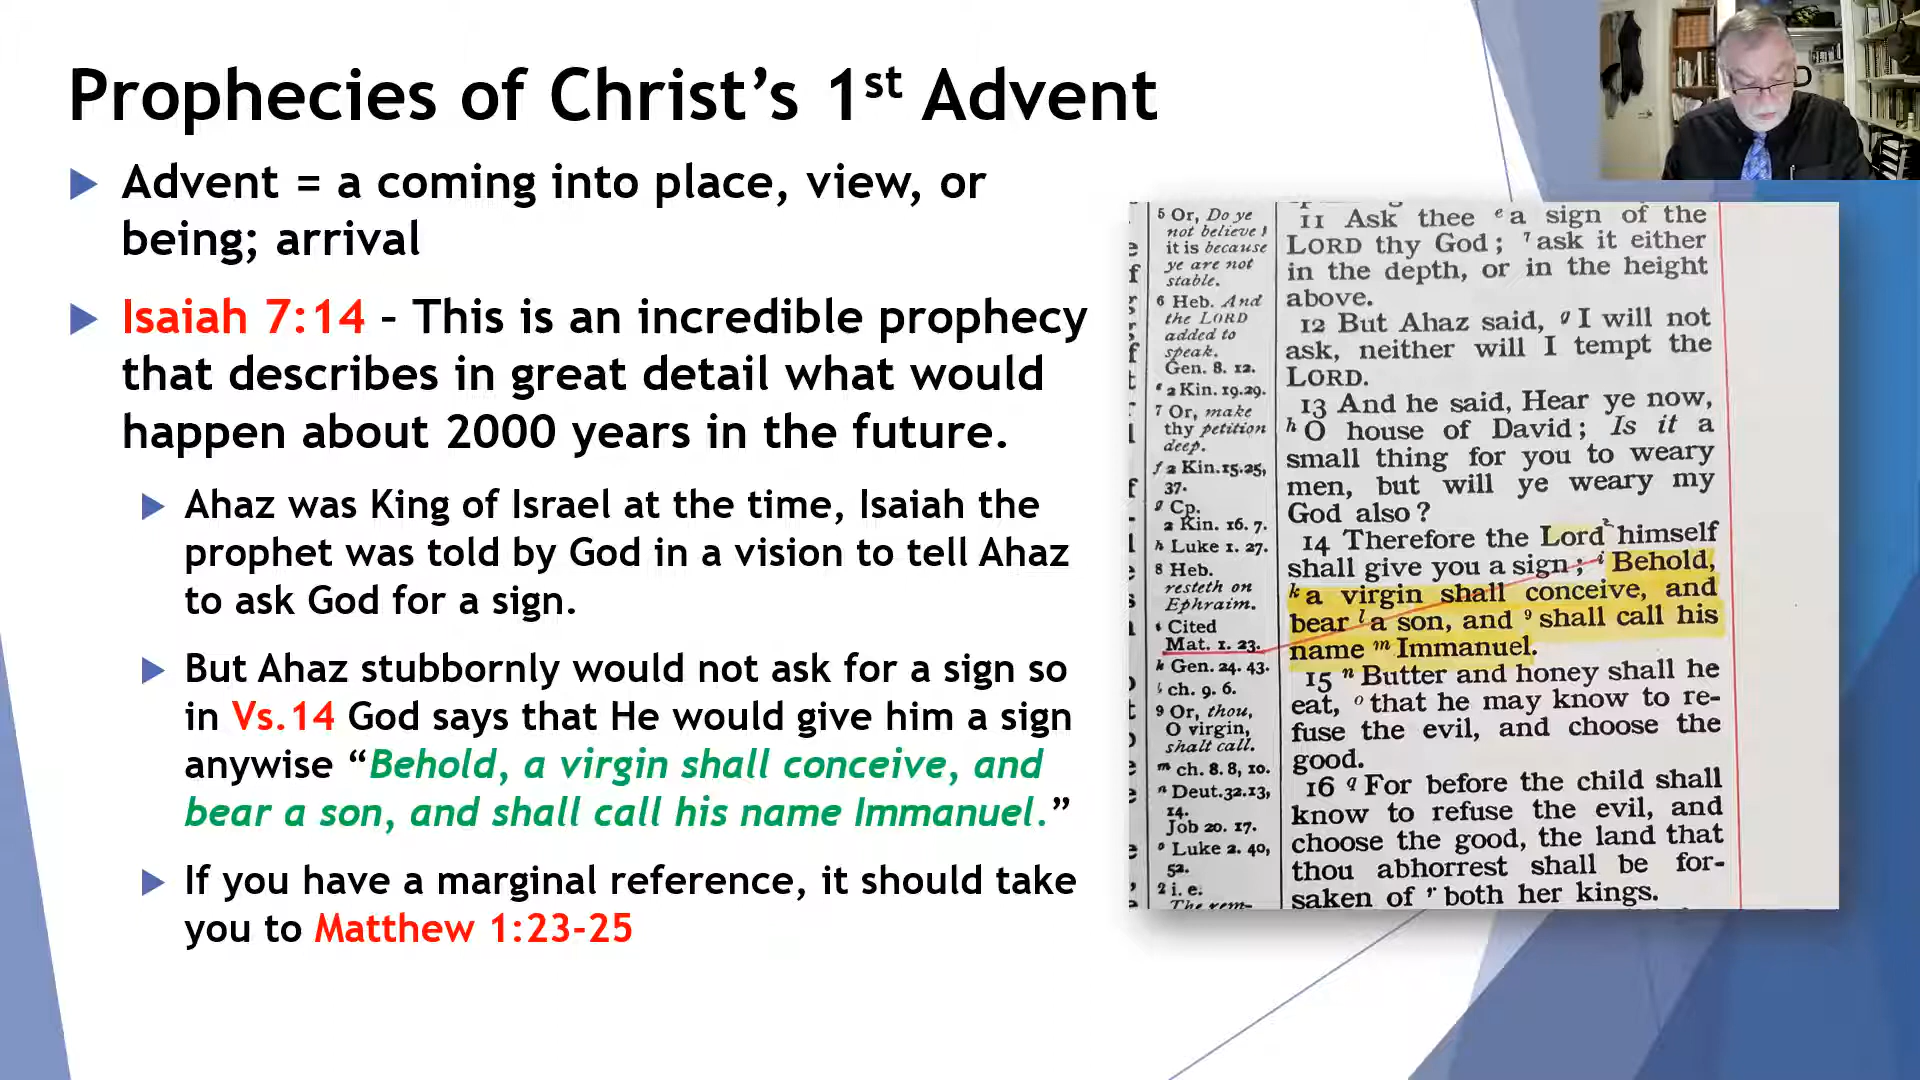 Prophecies of Christ’s 1st Advent
Advent = a coming into place, view, or
being; arrival
Isaiah 7:14 – This is an incredible prophecy
that describes in great detail what would
happen about 2000 years in the future.
Ahaz was King of Israel at the time, Isaiah the
prophet was told by God in a vision to tell Ahaz
to ask God for a sign.
But Ahaz stubbornly would not ask for a sign so
in Vs.14 God says that He would give him a sign
anywise “Behold, a virgin shall conceive, and
bear a son, and shall call his name Immanuel.”
If you have a marginal reference, it should take
you to Matthew 1:23-25
5 Or, Do ye
not believe?
it is because
ye are not
stable.
6 Heb. And
the LORD
added to
speak.
Gen. 8. 12.
e 2 Kin. 19.29.
7 Or, make
thy petition
deep.
f 2 Kin.15.25,
37.
g Cp.
2 Kin. 16. 7.
h Luke 1. 27.
8 Heb.
resteth on
Ephraim.
Cited
Mat. 1. 23.
k Gen. 24. 43.
l ch. 9. 6.
9 Or, thou,
O virgin,
shalt call.
m ch. 8. 8, 10.
n Deut.32.13,
14.
Job 20. 17.
o Luke 2. 40,
52.
2 i. e.
11 Ask thee e a sign of the
LORD thy God; 7 ask it either
in the depth, or in the height
above.
12 But Ahaz said, g I will not
ask, neither will I tempt the
LORD.
13 And he said, Hear ye now,
h O house of David; Is it a
small thing for you to weary
men, but will ye weary my
God also?
14 Therefore the Lord himself
shall give you a sign; i Behold,
k a virgin shall conceive, and
bear l a son, and 9 shall call his
name m Immanuel.
15 n Butter and honey shall he
eat, o that he may know to re-
fuse the evil, and choose the
good.
16 q For before the child shall
know to refuse the evil, and
choose the good, the land that
thou abhorrest shall be for-
saken of r both her kings.